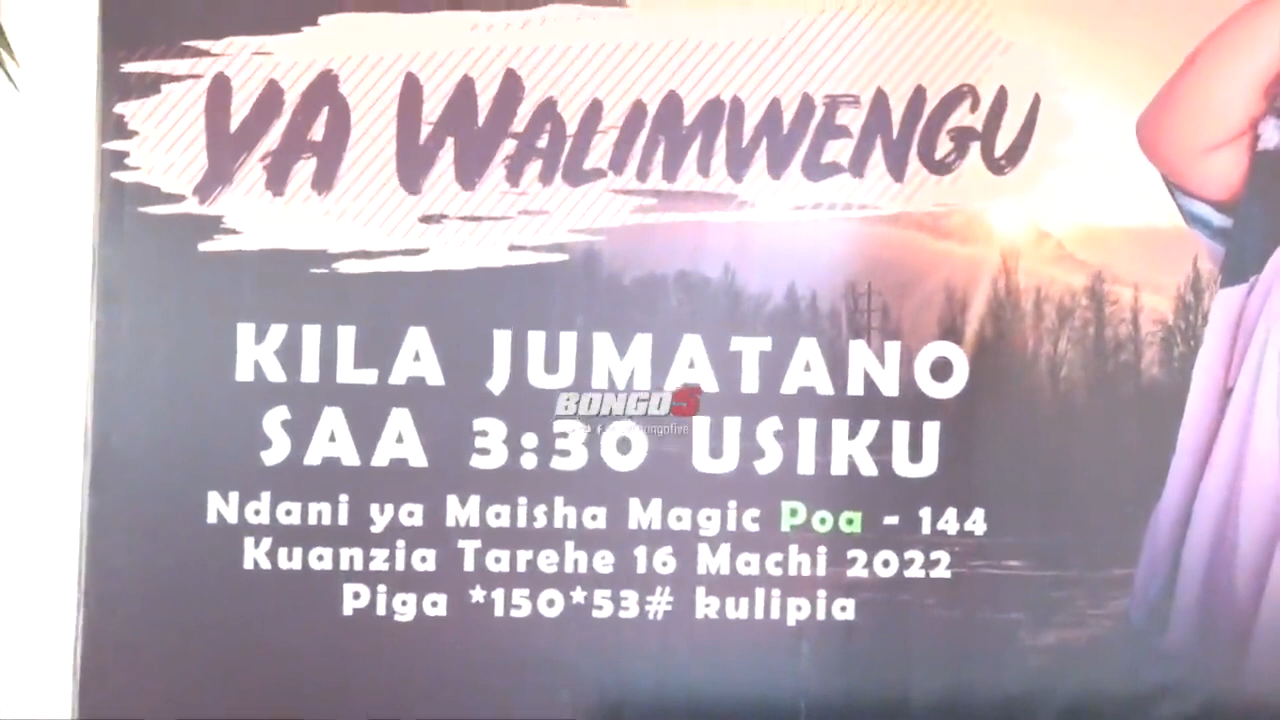 YA WALIMWENGU
KILA JUMATANO
BONGO5
SAA 3:30 USIKU
Ndani ya Maisha Magic Poa - 144
Kuanzia Tarehe 16 Machi 2022
Piga *150*53# kulipia